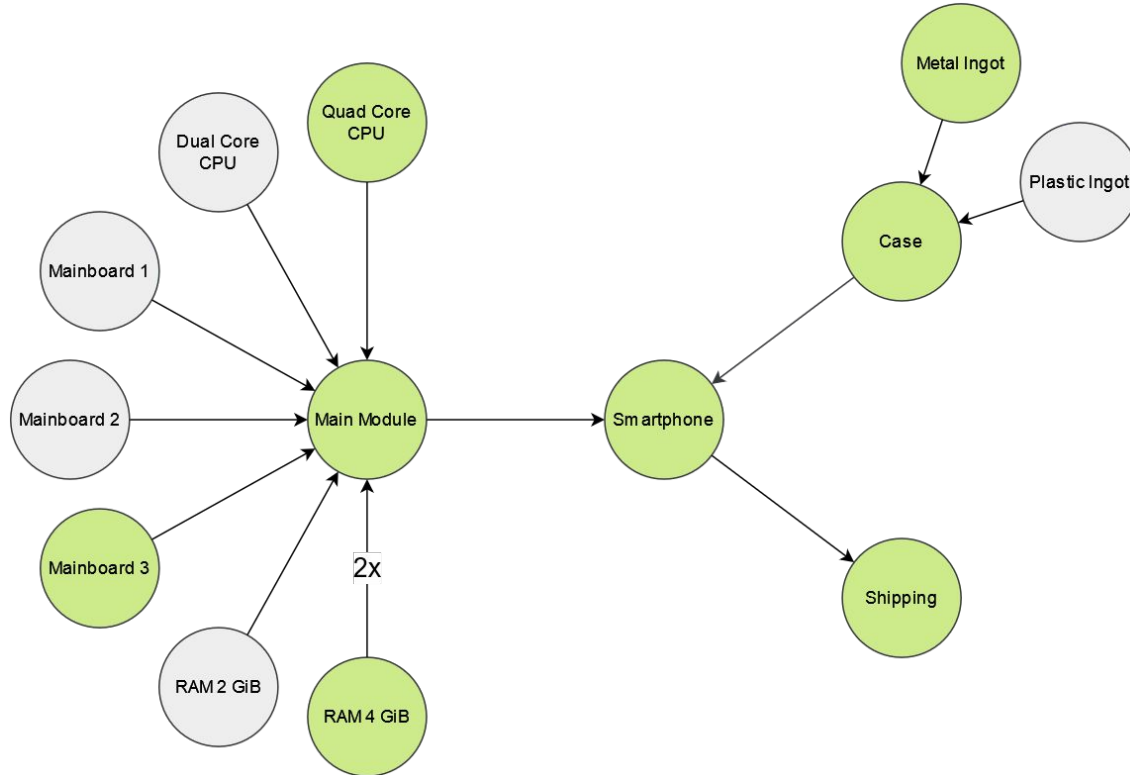 Metal Ingot
Quad Core
CPU
Dual Core
CPU
Plastic Ingot
Case
Mainboard 1
Mainboard 2
Main Module
Smartphone
Mainboard 3
2x
Shipping
RAM 2 GiB
RAM 4 GiB